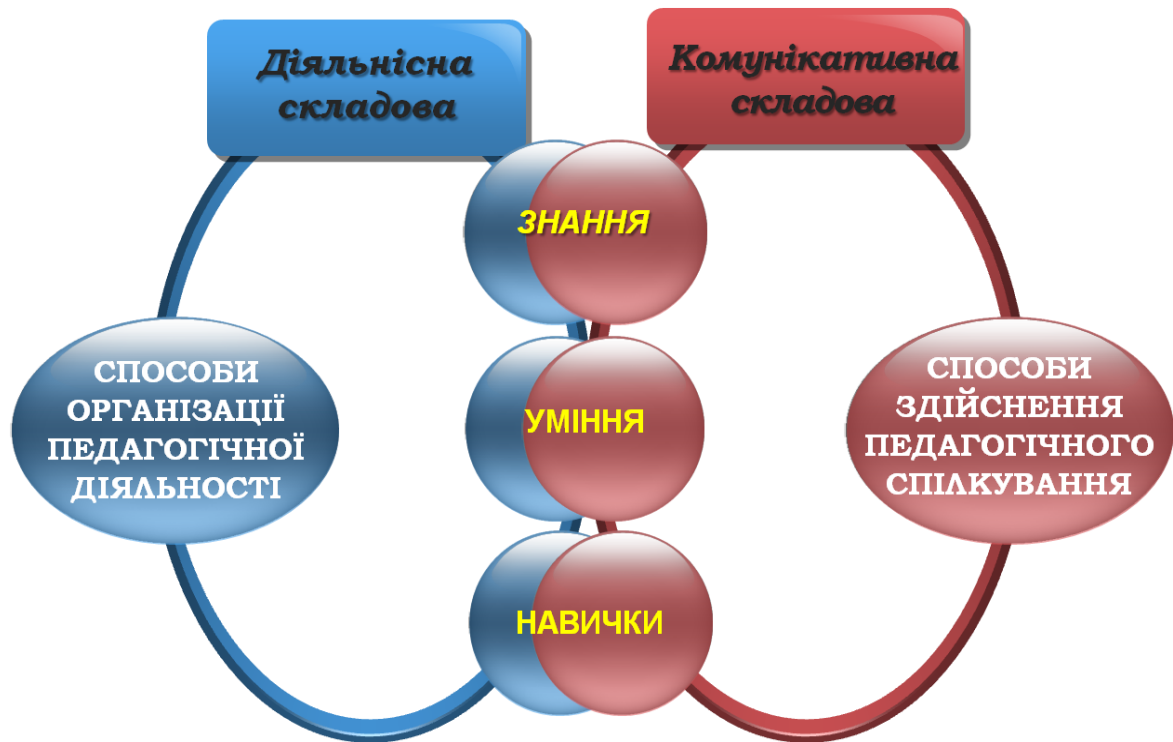 Діяльнісна
складова
Комунікативна
складова
ЗНАННЯ
СПОСОБИ
ОРГАНІЗАЦІЇ
ПЕДАГОГІЧНОЇ
ДІЯЛЬНОСТІ
УМІННЯ
СПОСОБИ
ЗДІЙСНЕННЯ
ПЕДАГОГІЧНОГО
СПІЛКУВАННЯ
НАВИЧКИ